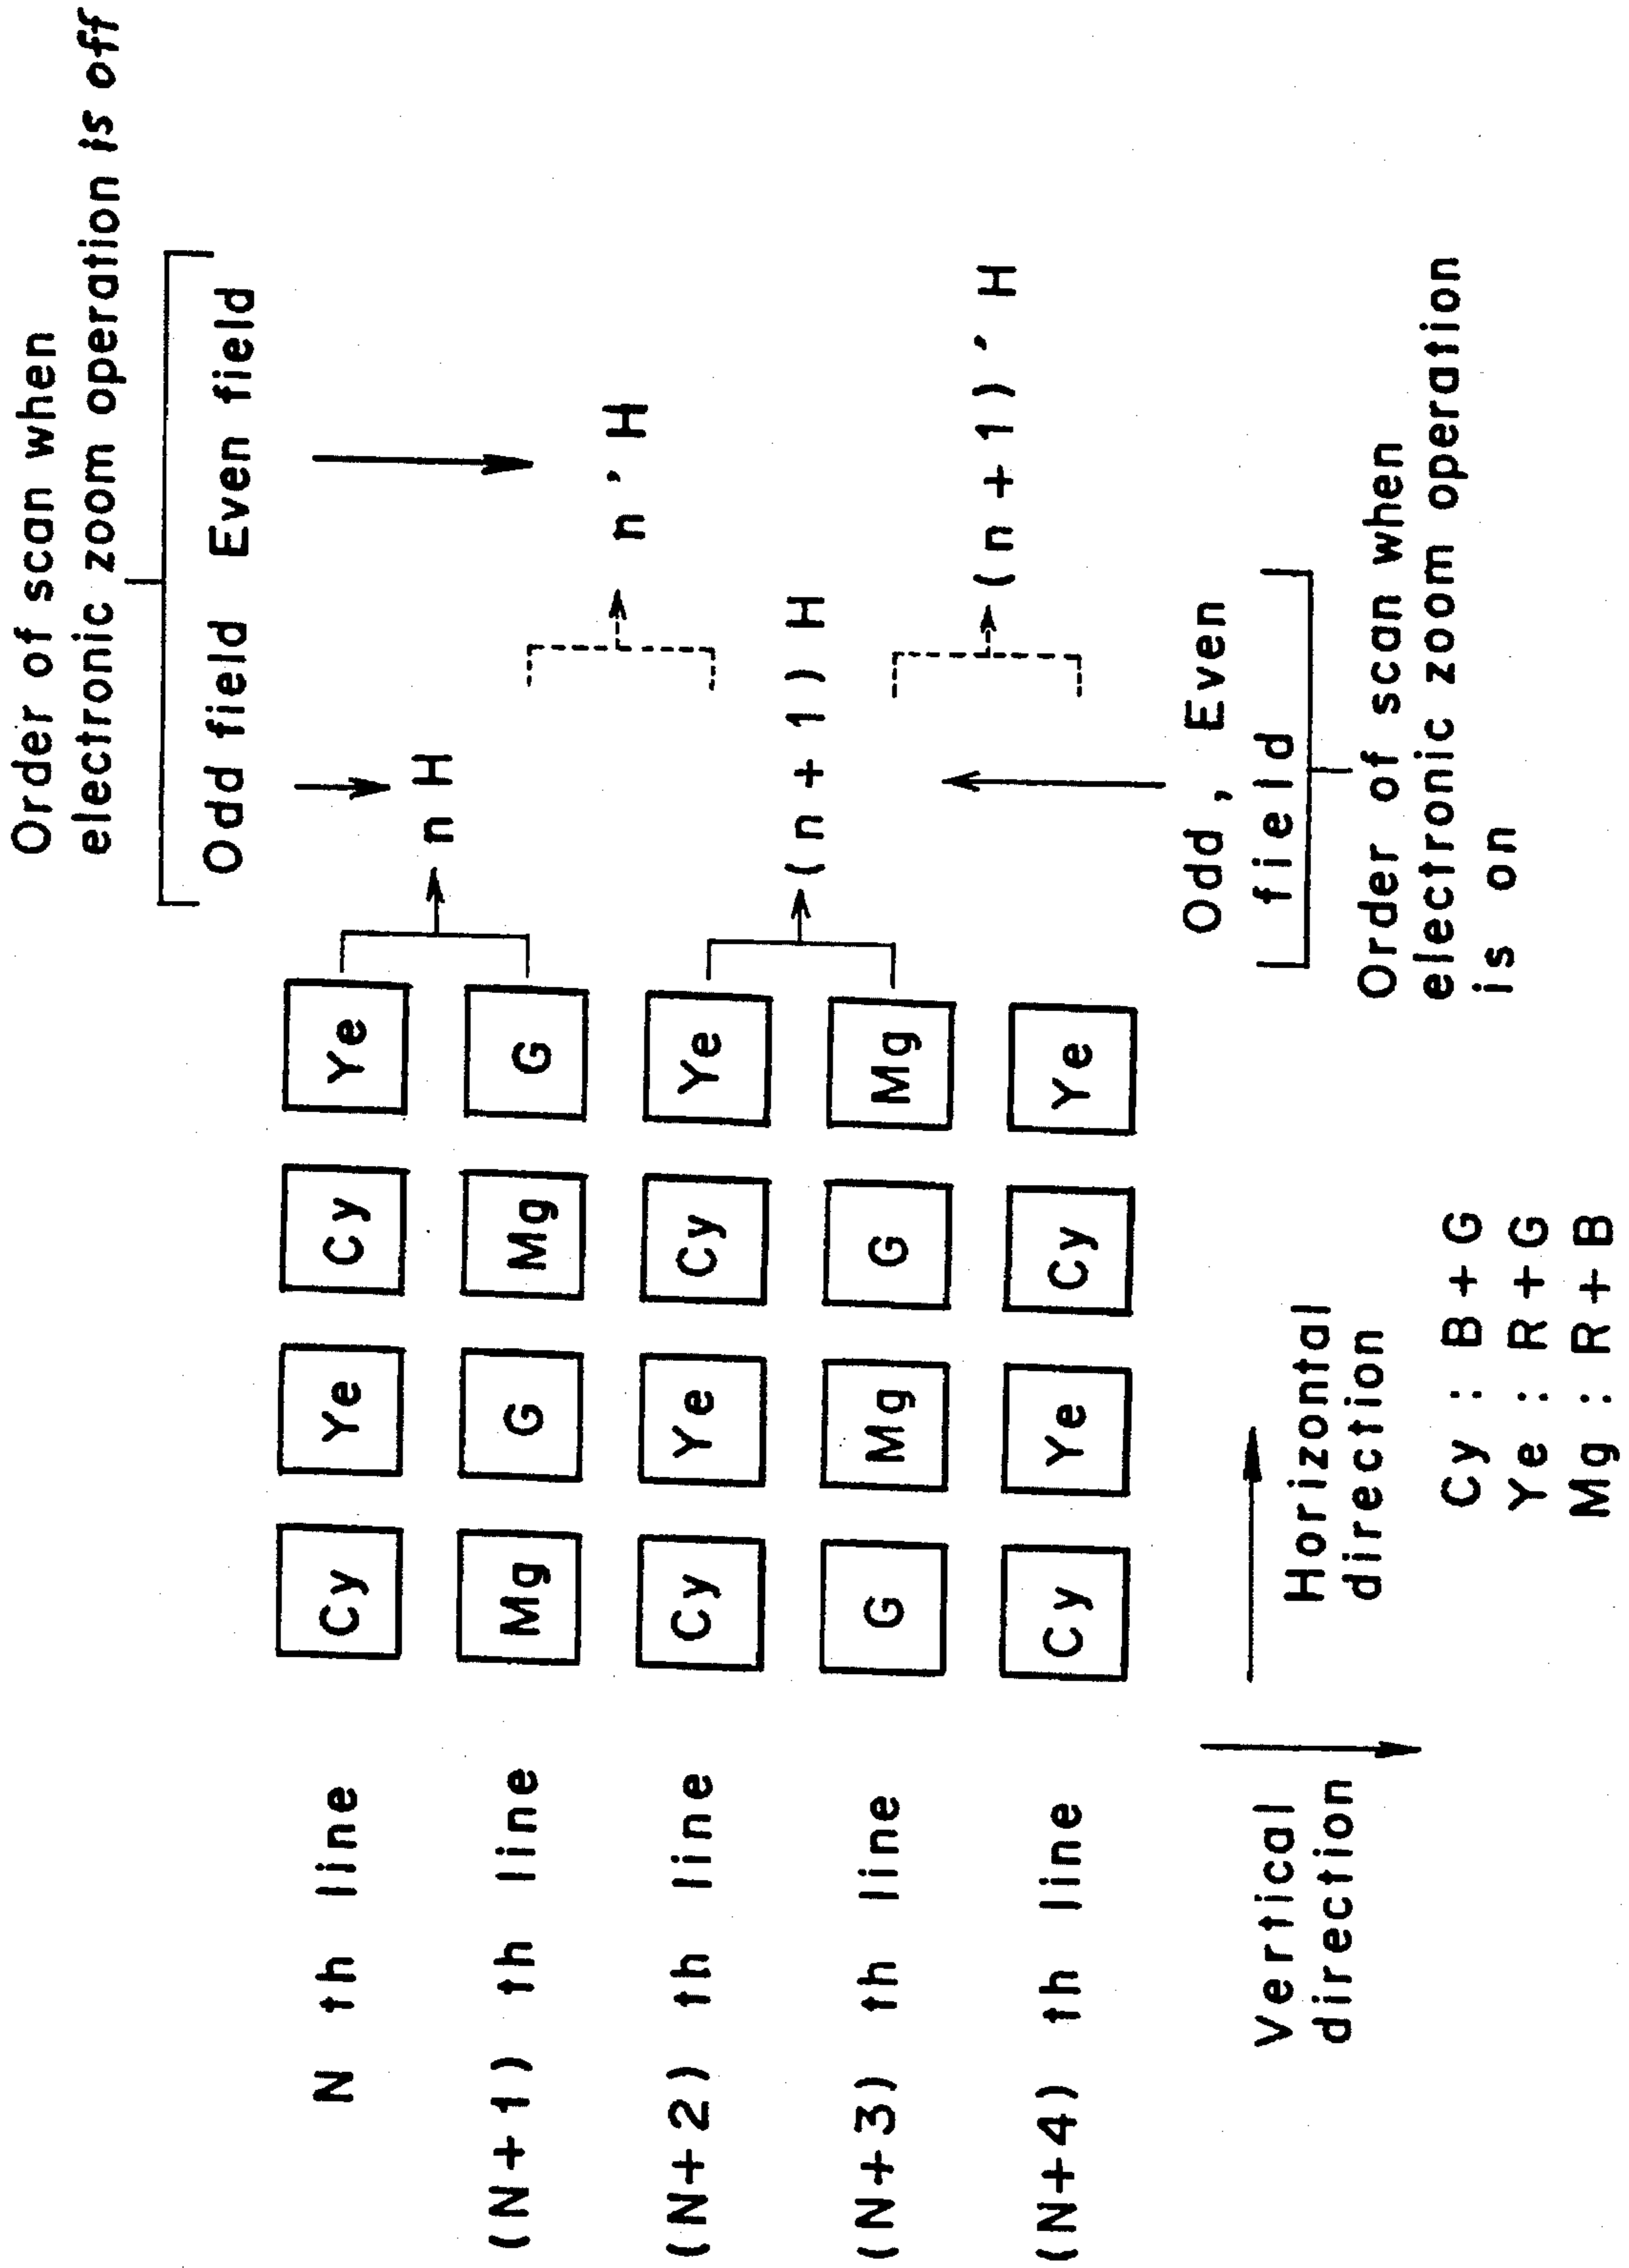 Order of scan when
electronic zoom operation is off
Odd field Even field
N th line Cy Ye Cy Ye n H
(N+1) th line Mg G Mg G n' H
(N+2) th line Cy Ye Cy Ye (n+1) H
(N+3) th line G Mg G Mg (n+1)' H
(N+4) th line Cy Ye Cy Ye
Odd, Even
field
Order of scan when
electronic zoom operation
is on
Vertical
direction
Horizontal
direction
Cy : B+G
Ye : R+G
Mg : R+B